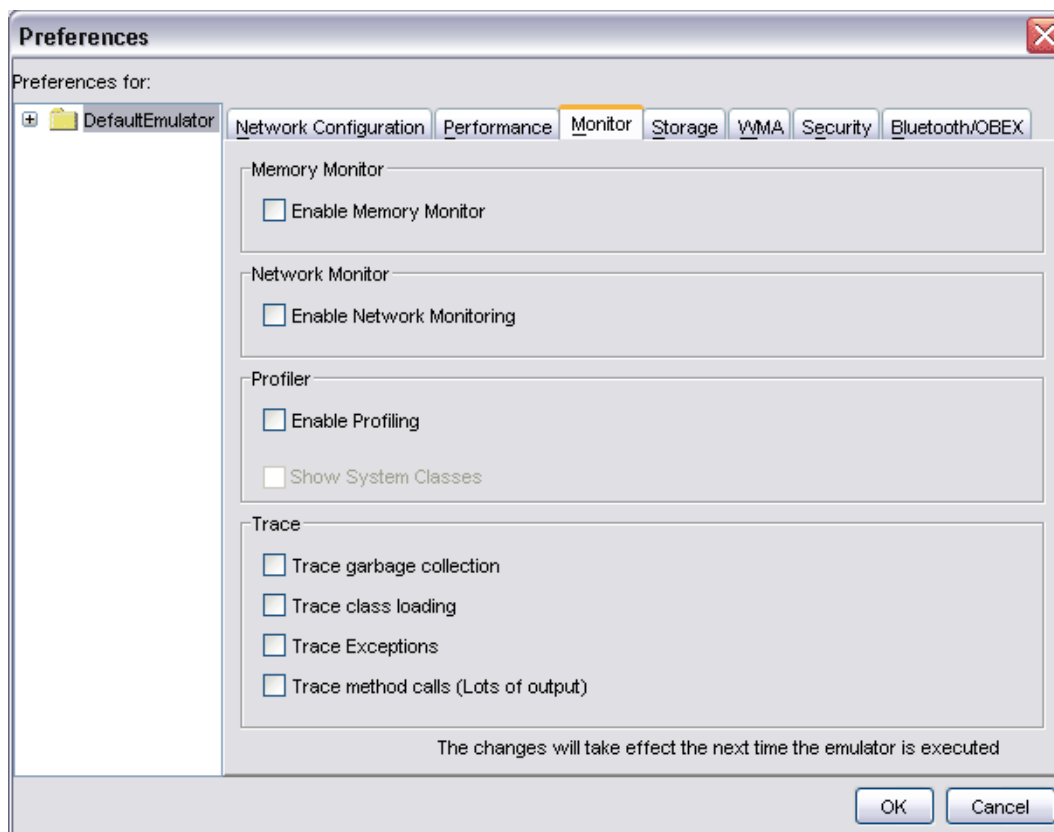 Preferences
Preferences for:
DefaultEmulator
Network Configuration
Performance
Monitor
Storage
WMA
Security
Bluetooth/OBEX
Memory Monitor
Enable Memory Monitor
Network Monitor
Enable Network Monitoring
Profiler
Enable Profiling
Show System Classes
Trace
Trace garbage collection
Trace class loading
Trace Exceptions
Trace method calls (Lots of output)
The changes will take effect the next time the emulator is executed
OK
Cancel